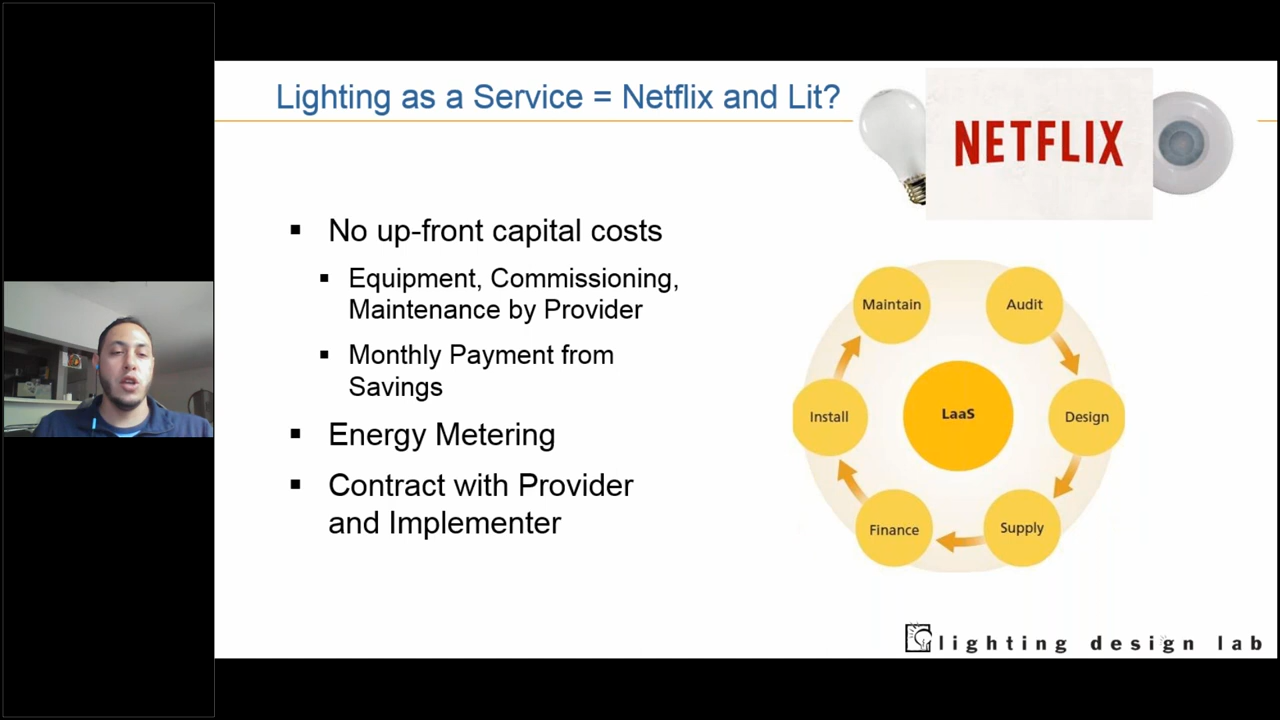 Lighting as a Service = Netflix and Lit?
NETFLIX
No up-front capital costs
Equipment, Commissioning,
Maintenance by Provider
Monthly Payment from
Savings
Energy Metering
Contract with Provider
and Implementer
Maintain
Audit
Install
LaaS
Design
Finance
Supply
lighting design lab